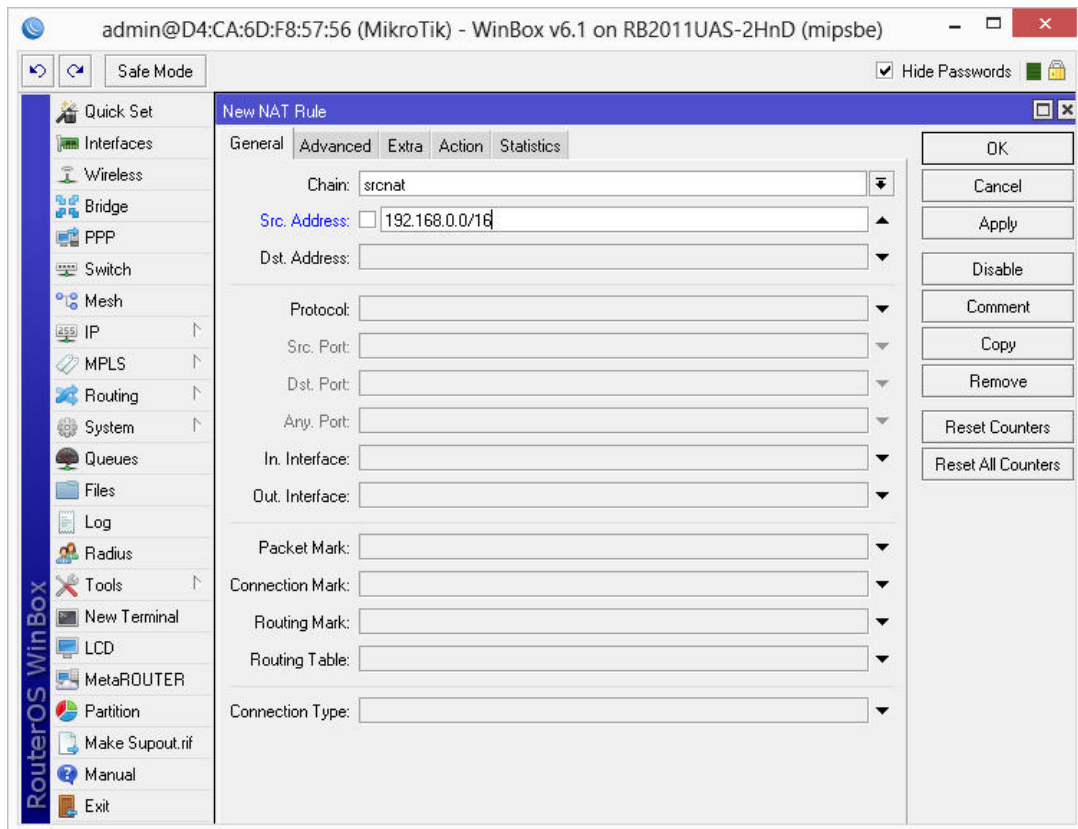 admin@D4:CA:6D:F8:57:56 (MikroTik) - WinBox v6.1 on RB2011UAS-2HnD (mipsbe)
Safe Mode
Hide Passwords
RouterOS WinBox
Quick Set
Interfaces
Wireless
Bridge
PPP
Switch
Mesh
255 IP
MPLS
Routing
System
Queues
Files
Log
Radius
Tools
New Terminal
LCD
MetaROUTER
Partition
Make Supout.rif
Manual
Exit
New NAT Rule
General Advanced Extra Action Statistics
Chain: srcnat
Src. Address: 192.168.0.0/16
Dst. Address:
Protocol:
Src. Port:
Dst. Port:
Any. Port:
In. Interface:
Out. Interface:
Packet Mark:
Connection Mark:
Routing Mark:
Routing Table:
Connection Type:
OK
Cancel
Apply
Disable
Comment
Copy
Remove
Reset Counters
Reset All Counters